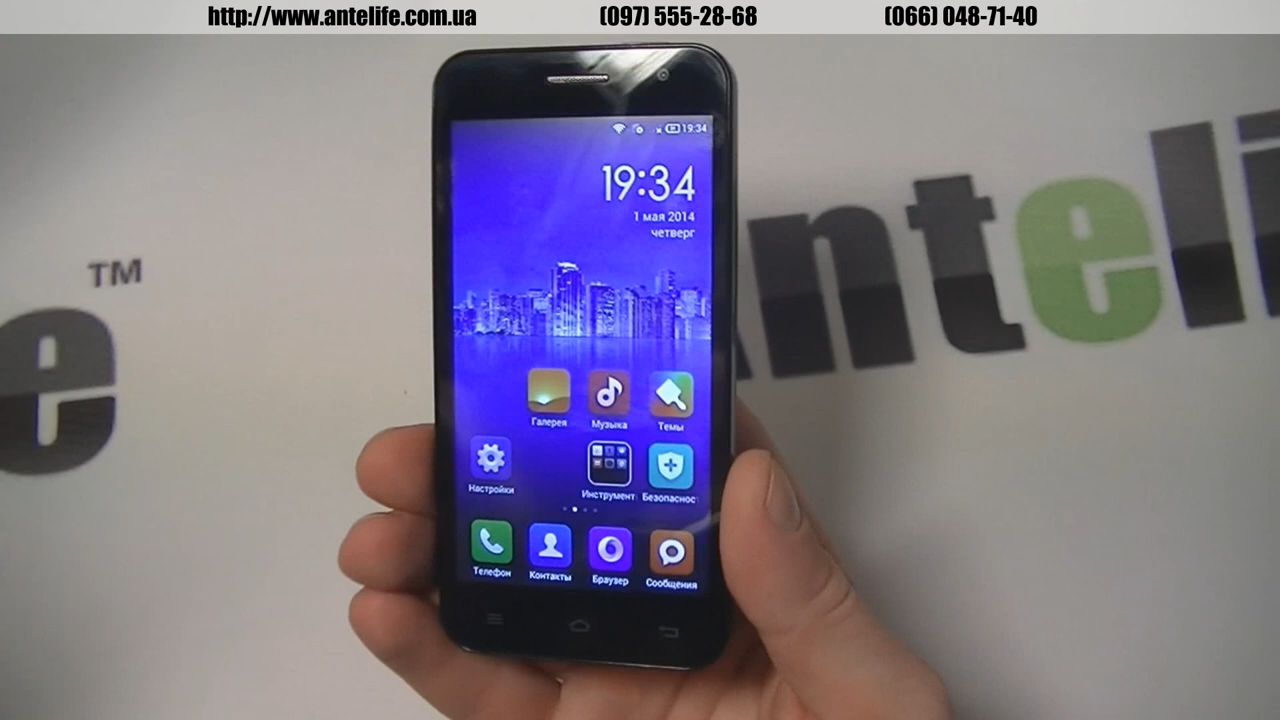 http://www.antelife.com.ua (097) 555-28-68 (066) 048-71-40
19:34
19:34
1 мая 2014
четверг
TM
e
Anteli
Галерея Музыка Темы
Настройки Инструмент Безопаснос
Телефон Контакты Браузер Сообщения